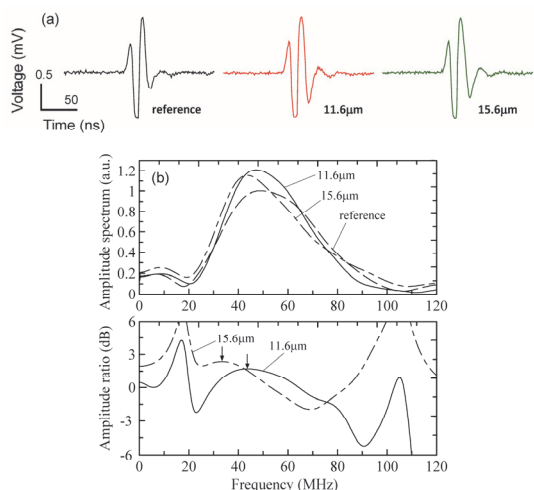 (a)
Voltage (mV)
0.5
50
Time (ns)
reference
11.6µm
15.6µm
(b)
Amplitude spectrum (a.u.)
1.2
1
0.8
0.6
0.4
0.2
0
11.6µm
15.6µm
reference
0 20 40 60 80 100 120
Amplitude ratio (dB)
6
3
0
-3
-6
15.6µm
11.6µm
0 20 40 60 80 100 120
Frequency (MHz)